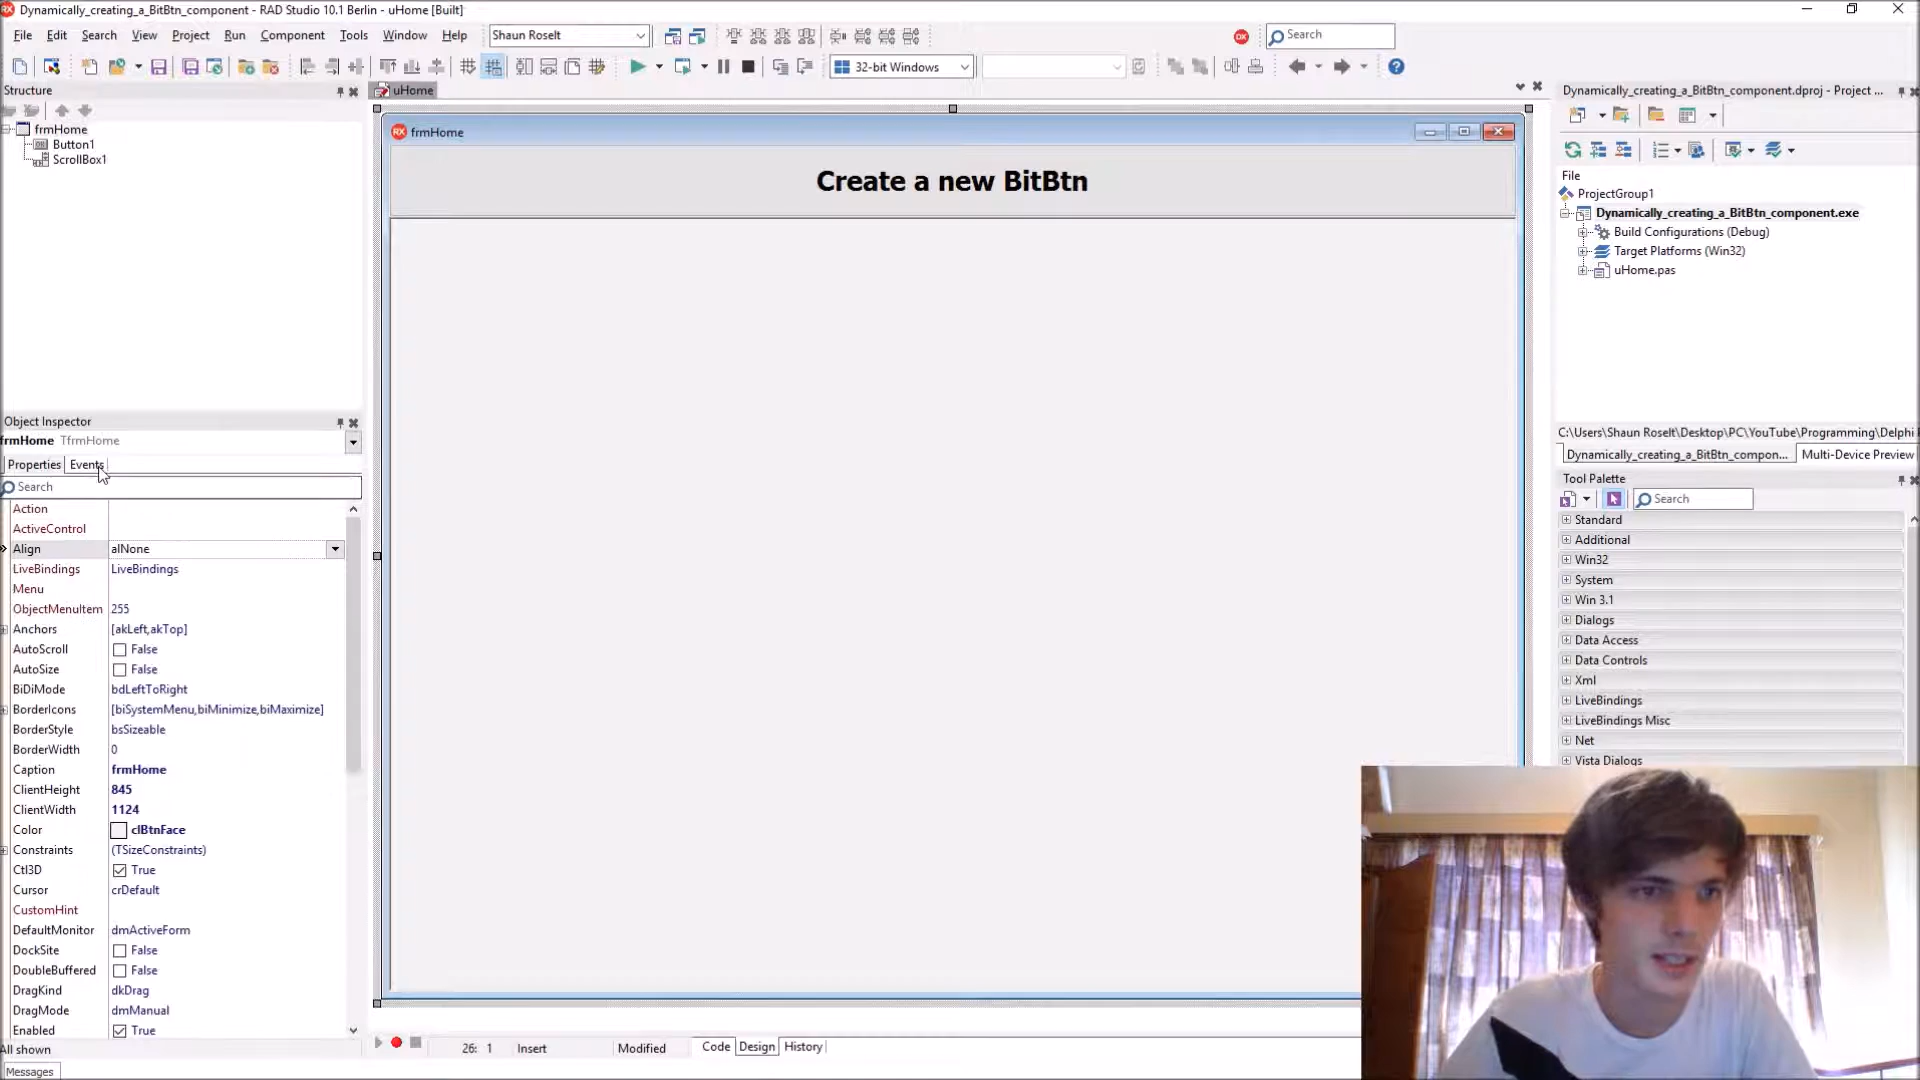 Dynamically_creating_a_BitBtn_component - RAD Studio 10.1 Berlin - uHome [Built]
File Edit Search View Project Run Component Tools Window Help Shaun Roselt Search
32-bit Windows
Structure
frmHome
Button1
ScrollBox1
uHome
frmHome
Create a new BitBtn
Dynamically_creating_a_BitBtn_component.dproj - Project ...
File
ProjectGroup1
Dynamically_creating_a_BitBtn_component.exe
Build Configurations (Debug)
Target Platforms (Win32)
uHome.pas
Object Inspector
frmHome TfrmHome
Properties Events
Search
Action
ActiveControl
Align alNone
LiveBindings LiveBindings
Menu
ObjectMenuItem 255
Anchors [akLeft,akTop]
AutoScroll False
AutoSize False
BiDiMode bdLeftToRight
BorderIcons [biSystemMenu,biMinimize,biMaximize]
BorderStyle bsSizeable
BorderWidth 0
Caption frmHome
ClientHeight 845
ClientWidth 1124
Color clBtnFace
Constraints (TSizeConstraints)
Ctl3D True
Cursor crDefault
CustomHint
DefaultMonitor dmActiveForm
DockSite False
DoubleBuffered False
DragKind dkDrag
DragMode dmManual
Enabled True
All shown
Messages
26: 1 Insert Modified Code Design History
C:\Users\Shaun Roselt\Desktop\PC\YouTube\Programming\Delphi
Dynamically_creating_a_BitBtn_compon... Multi-Device Preview
Tool Palette
Search
Standard
Additional
Win32
System
Win 3.1
Dialogs
Data Access
Data Controls
Xml
LiveBindings
LiveBindings Misc
Net
Vista Dialogs